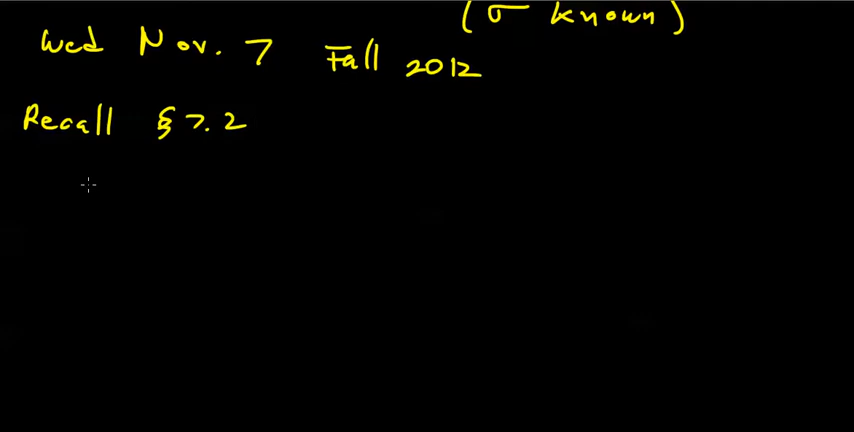 (σ known)
Wed Nov. 7 Fall 2012
Recall § 7.2